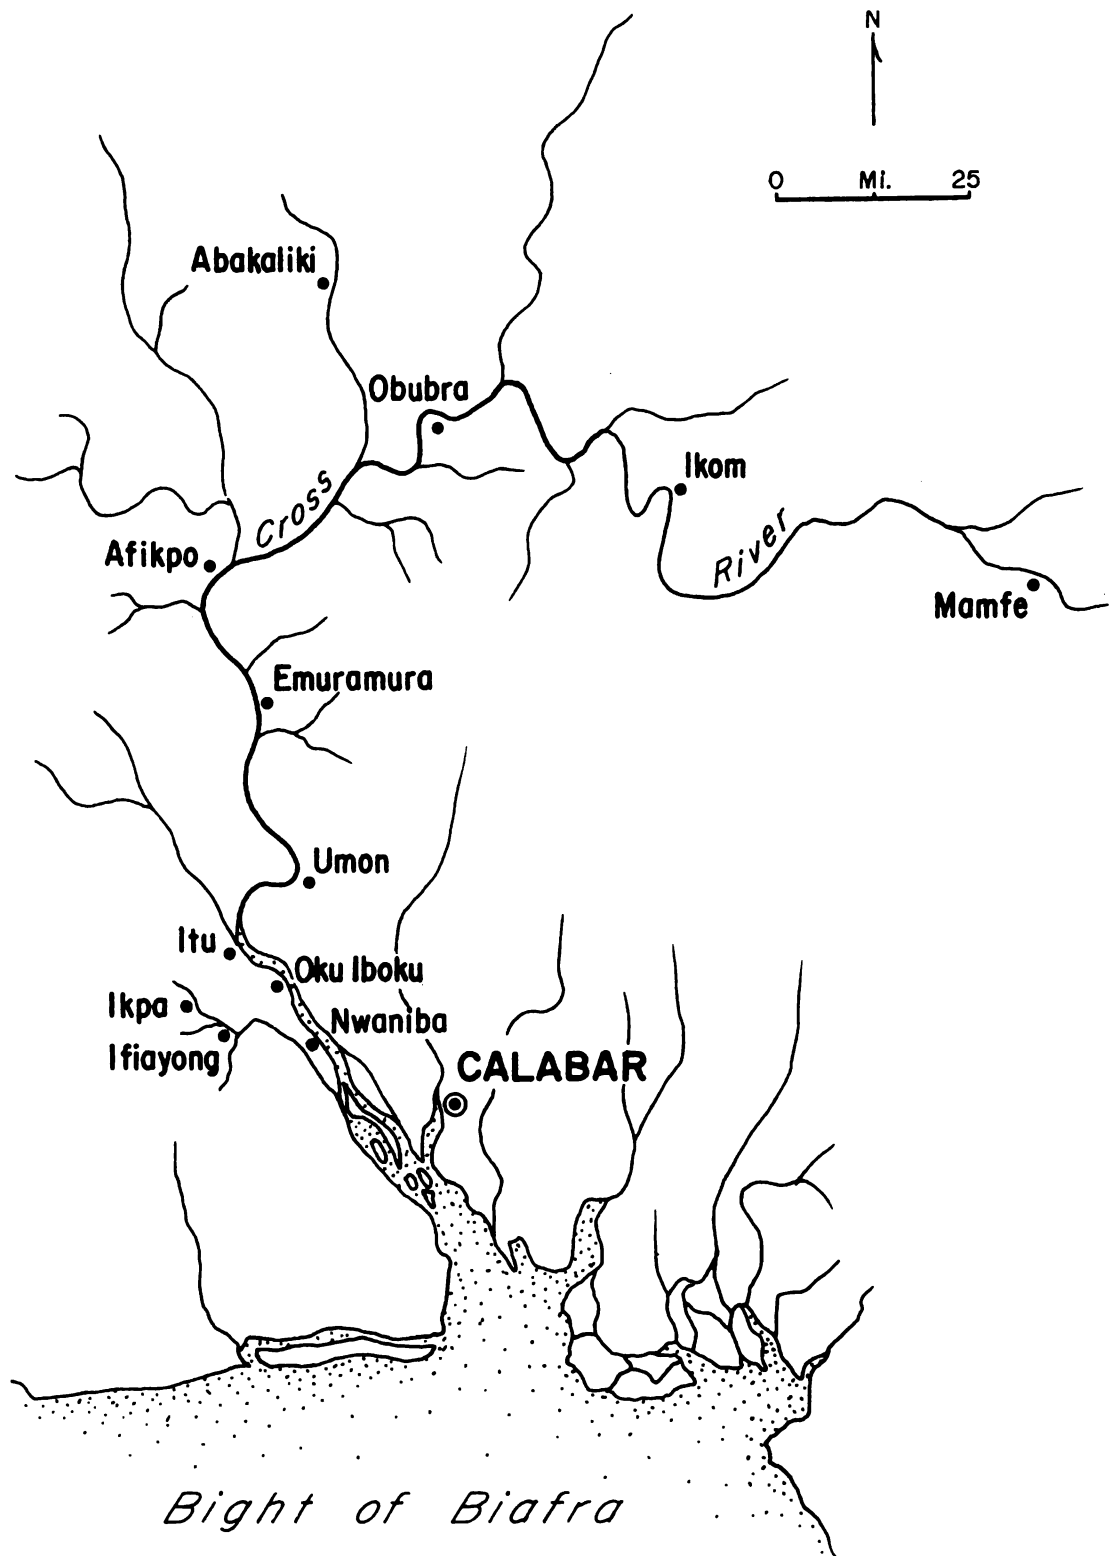 N
0 Mi. 25
Abakaliki
Obubra
Ikom
Cross
River
Afikpo
Mamfe
Emuramura
Umon
Itu
Oku Iboku
Ikpa
Nwaniba
Ifiayong
CALABAR
Bight of Biafra